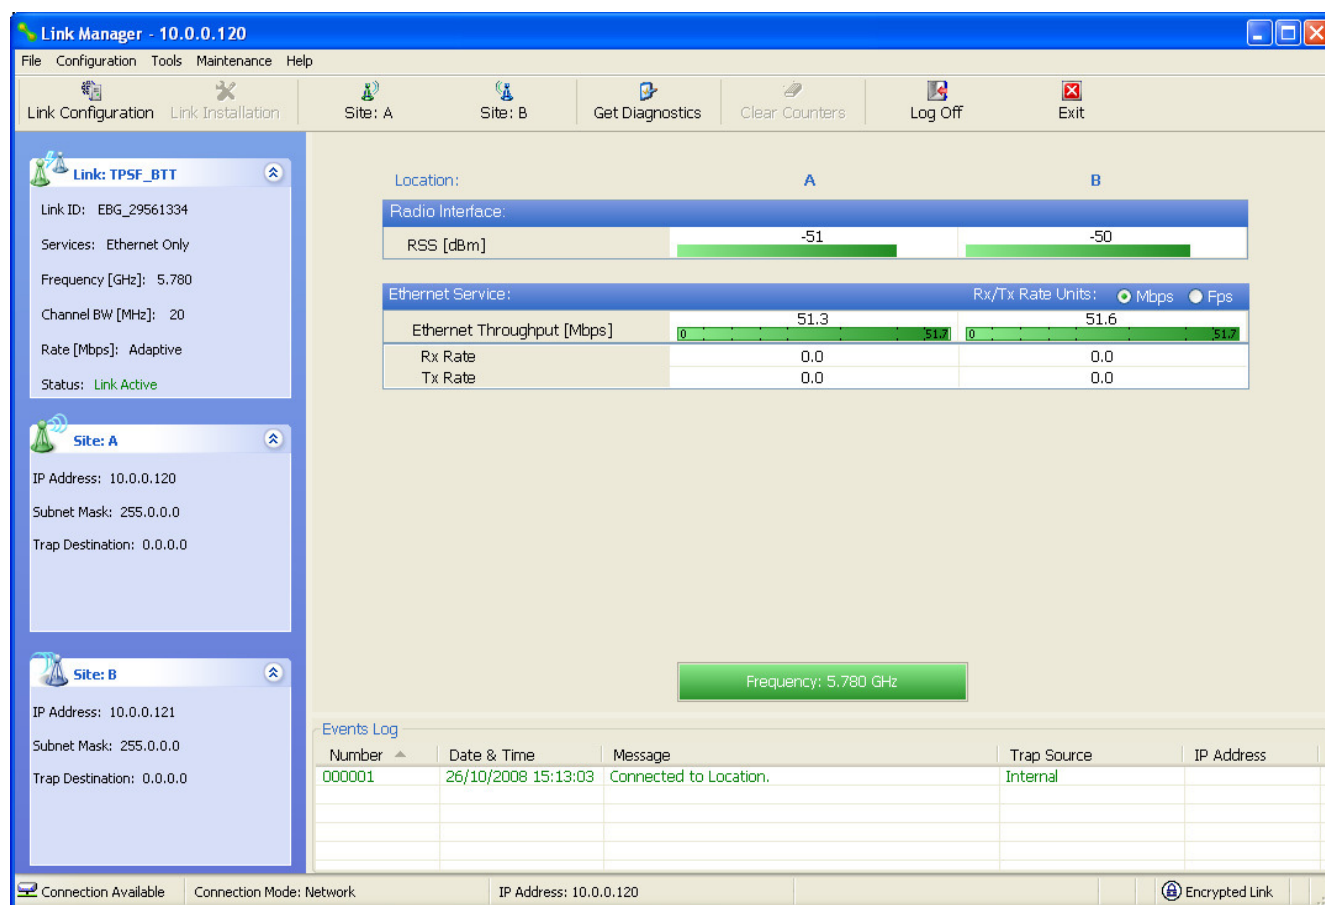 Link Manager - 10.0.0.120
File Configuration Tools Maintenance Help
Link Configuration Link Installation Site: A Site: B Get Diagnostics Clear Counters Log Off Exit
Link: TPSF_BTT
Link ID: EBG_29561334
Services: Ethernet Only
Frequency [GHz]: 5.780
Channel BW [MHz]: 20
Rate [Mbps]: Adaptive
Status: Link Active
Site: A
IP Address: 10.0.0.120
Subnet Mask: 255.0.0.0
Trap Destination: 0.0.0.0
Site: B
IP Address: 10.0.0.121
Subnet Mask: 255.0.0.0
Trap Destination: 0.0.0.0
Location: A B
Radio Interface:
RSS [dBm] -51 -50
Ethernet Service: Rx/Tx Rate Units: Mbps Fps
Ethernet Throughput [Mbps] 51.3 51.6
0 51.7 0 51.7
Rx Rate 0.0 0.0
Tx Rate 0.0 0.0
Frequency: 5.780 GHz
Events Log
Number Date & Time Message Trap Source IP Address
000001 26/10/2008 15:13:03 Connected to Location. Internal
Connection Available Connection Mode: Network IP Address: 10.0.0.120 Encrypted Link